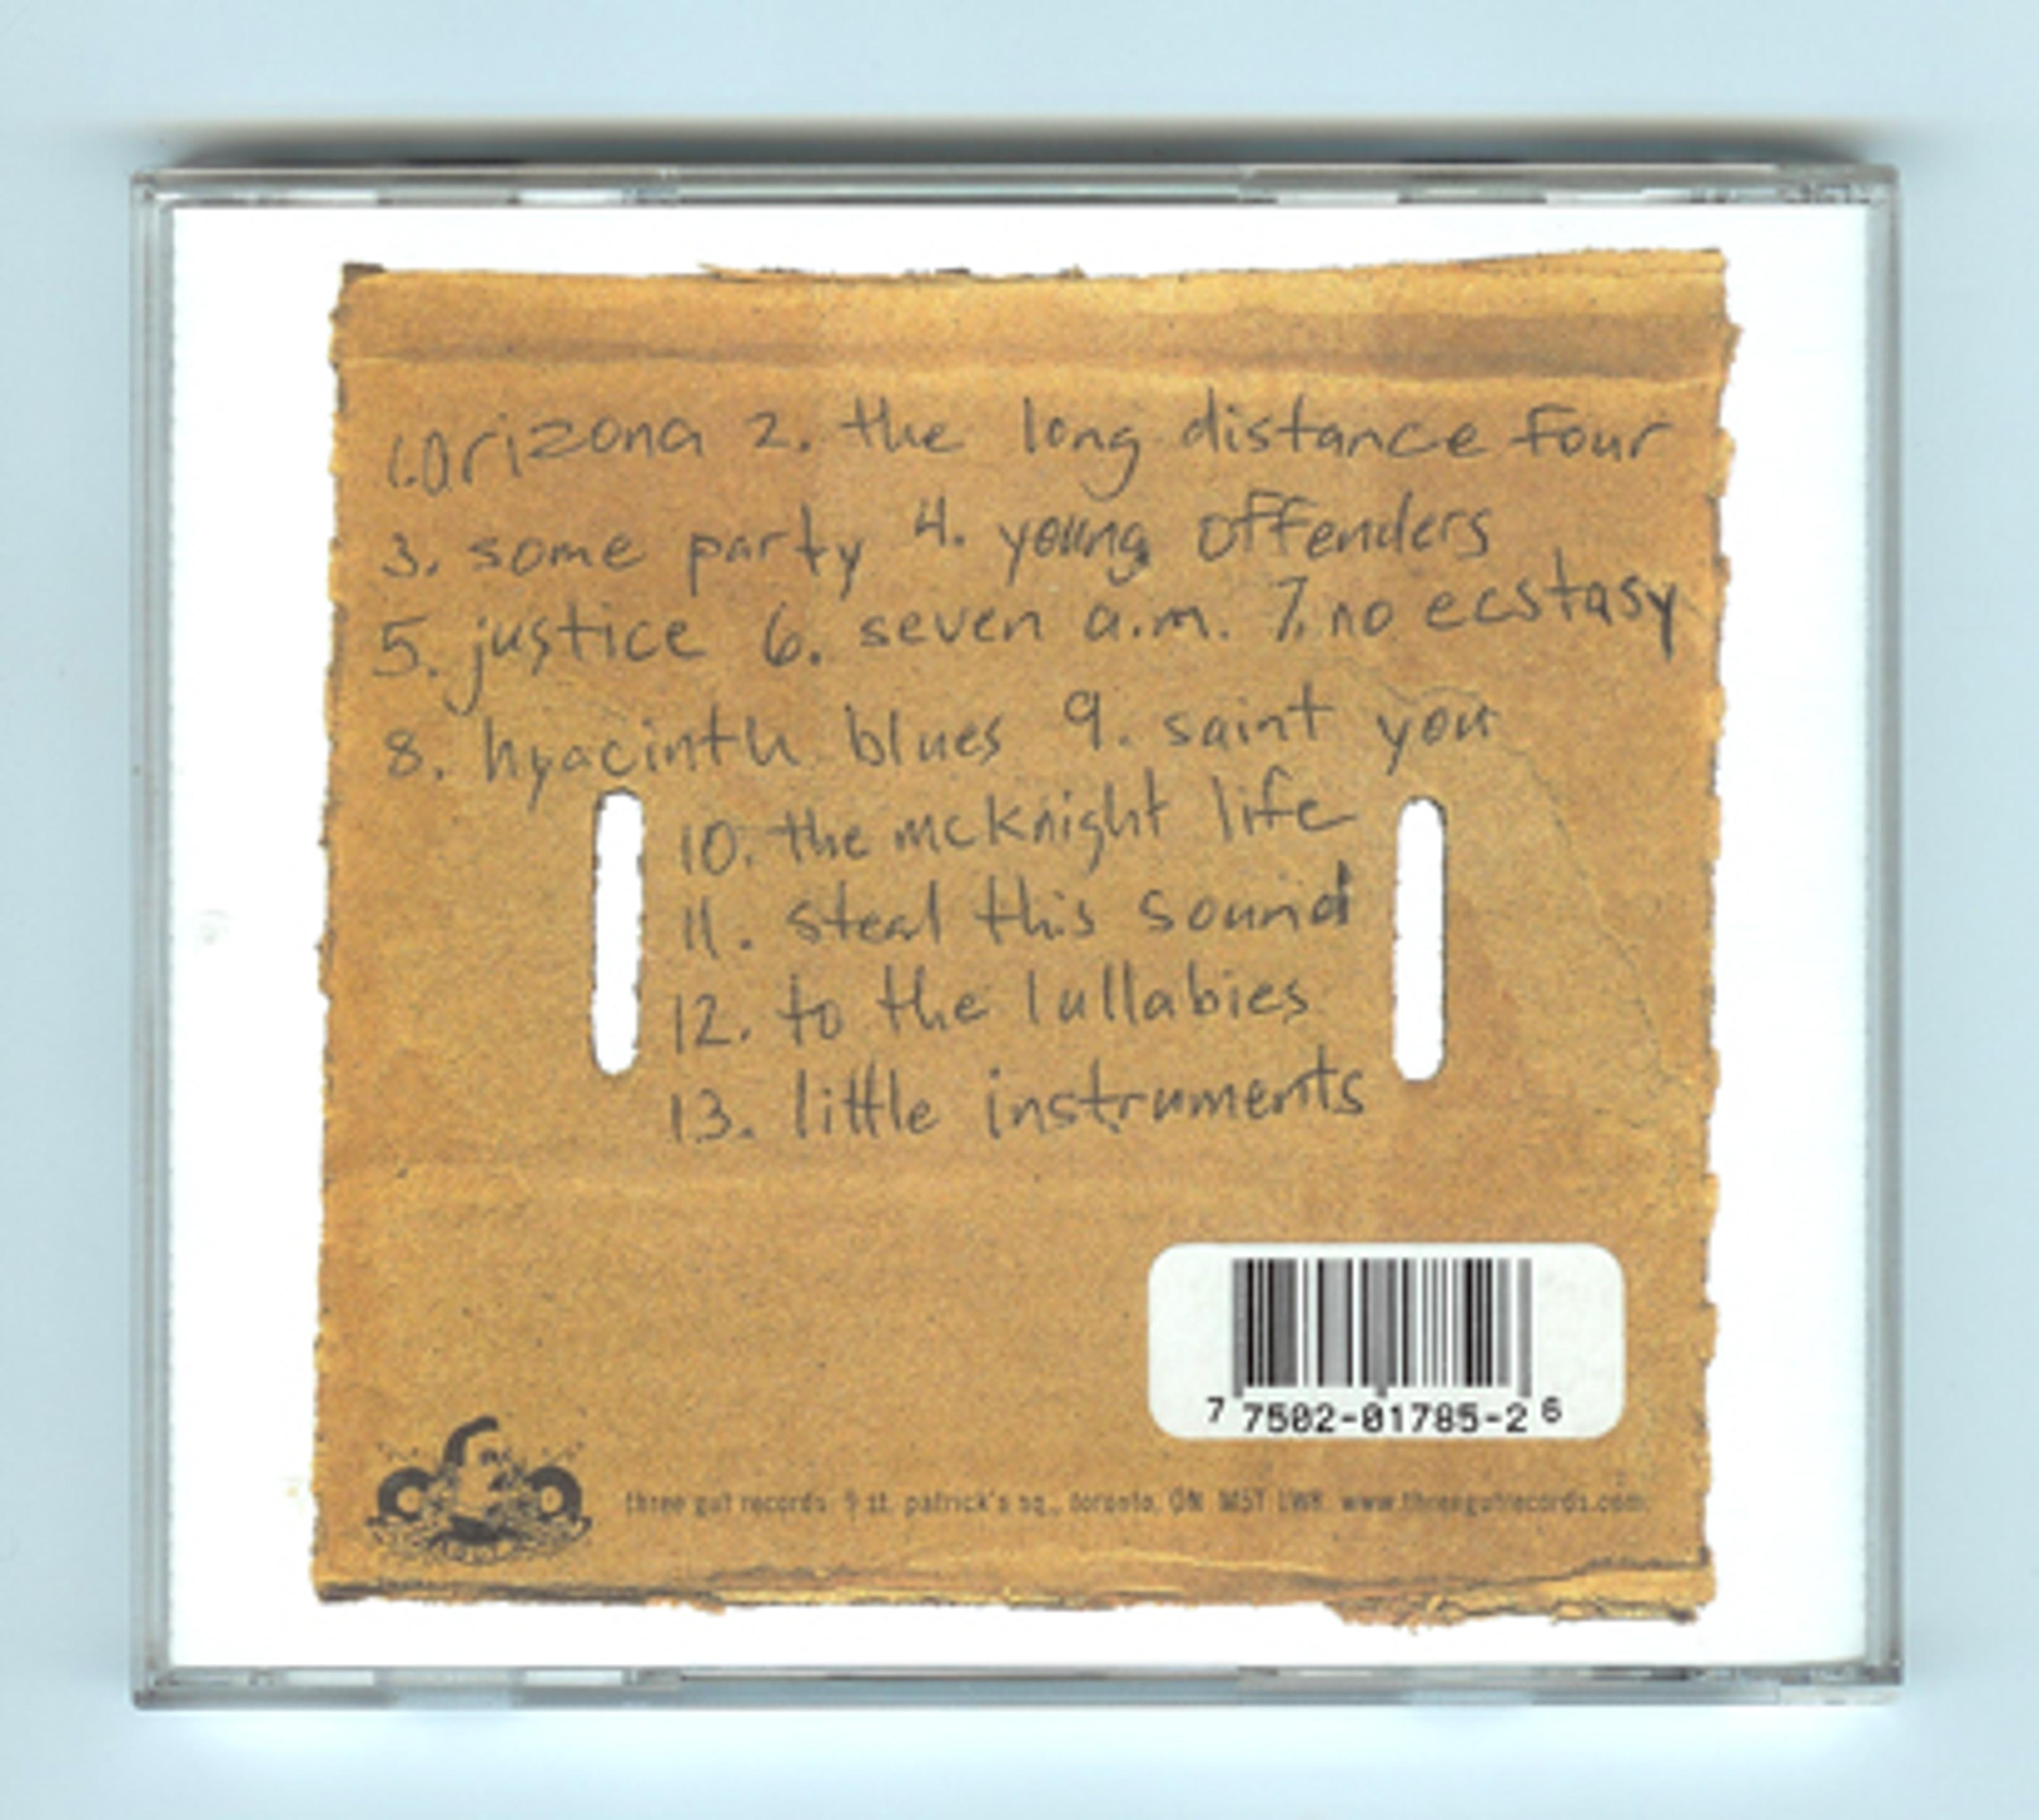 1. arizona 2. the long distance four
3. some party 4. young offenders
5. justice 6. seven a.m. 7. no ecstasy
8. hyacinth blues 9. saint you
10. the mcknight life
11. steal this sound
12. to the lullabies
13. little instruments
7 7502-01785-2 6
three gut records 9 st. patrick's sq., toronto, ON M5T www.threegutrecords.com